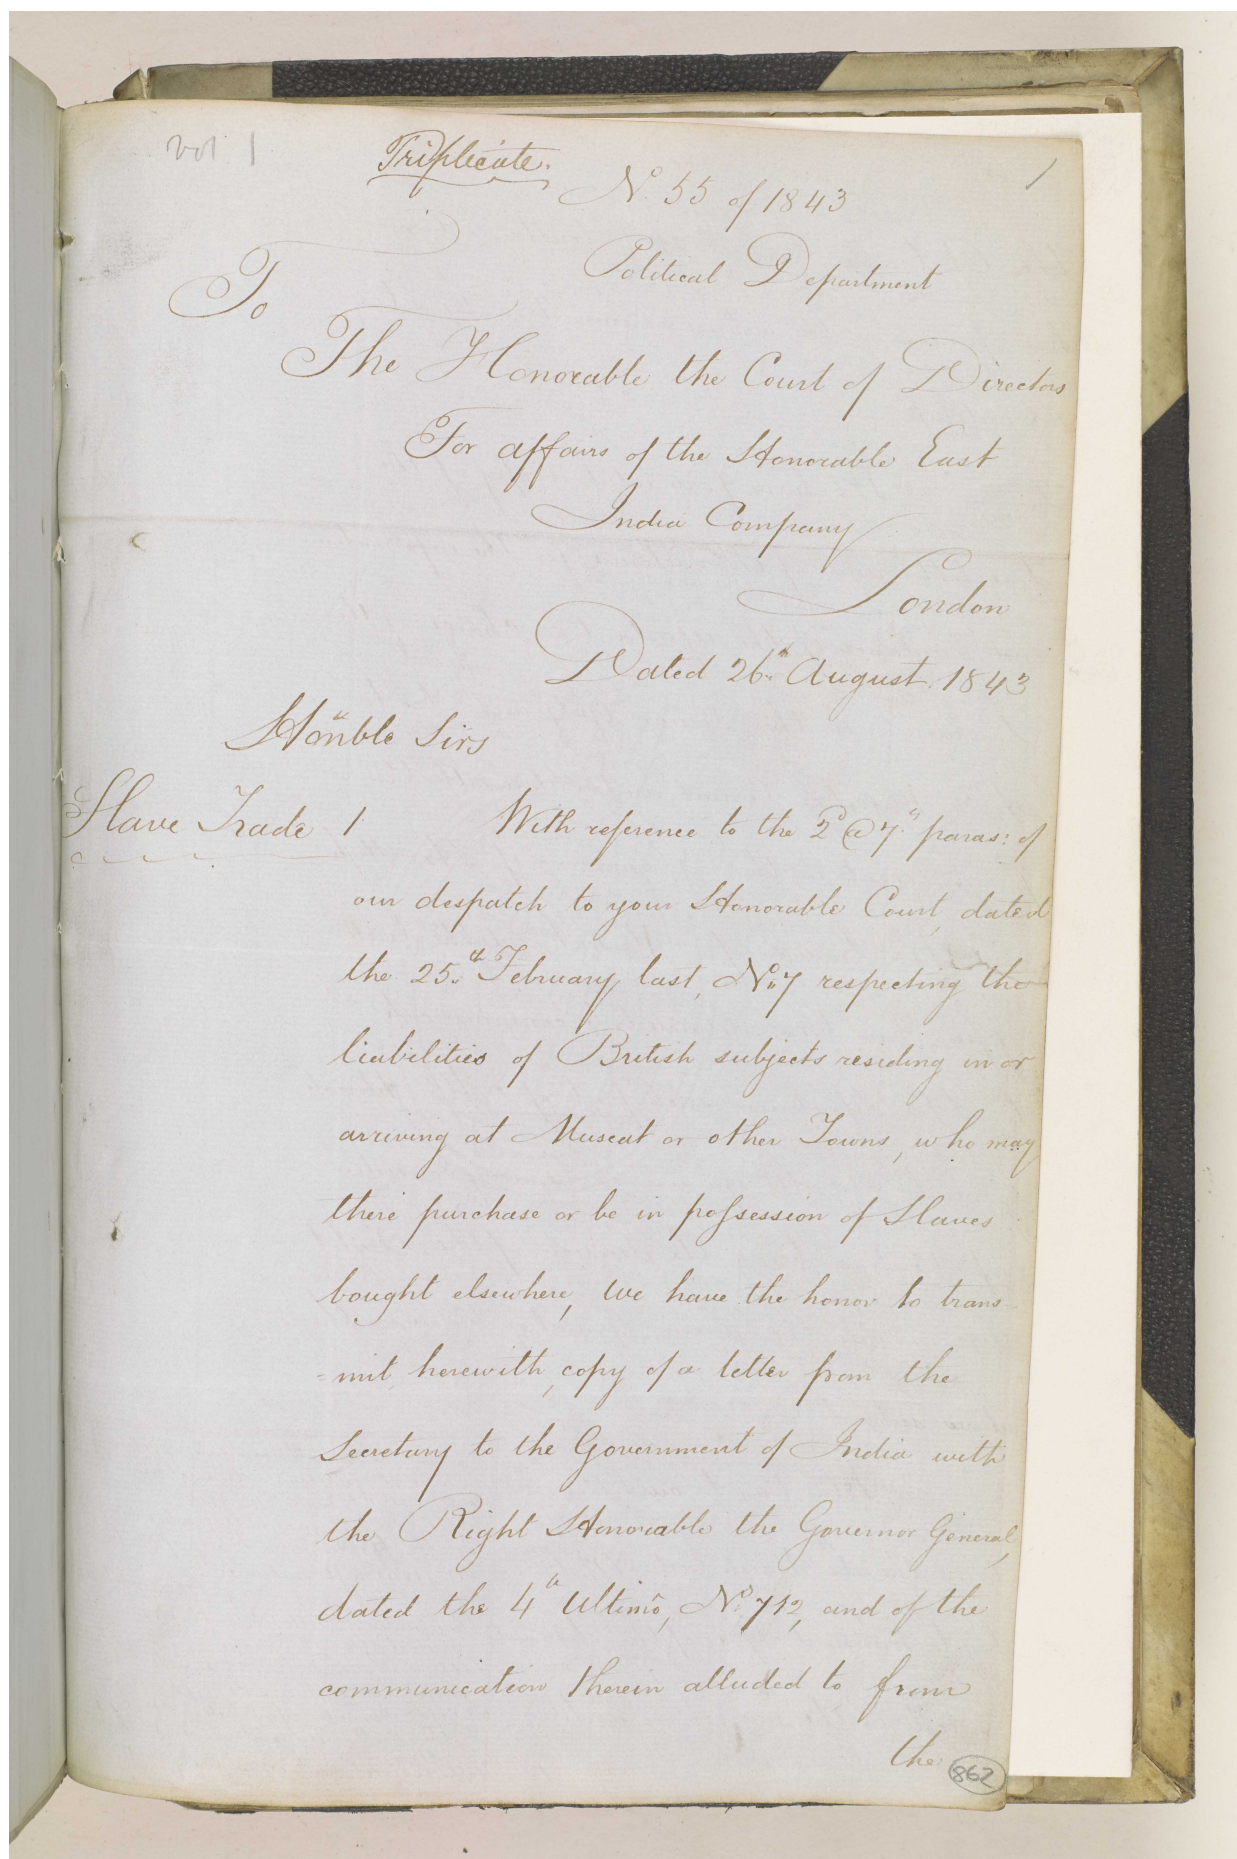 vol 1
Triplicate.
1
No. 55 of 1843
Political Department
To
The Honorable the Court of Directors
For affairs of the Honorable East
India Company
London
Dated 26th August 1843
Honble Sirs
Slave Trade 1 With reference to the 2d @ 7th paras: of
our despatch to your Honorable Court, dated
the 25th February last, No 7 respecting the
liabilities of British subjects residing in or
arriving at Muscat or other Towns, who may
there purchase or be in possession of Slaves
bought elsewhere, we have the honor to trans-
=mit, herewith, copy of a letter from the
Secretary to the Government of India with
the Right Honorable the Governor General,
dated the 4th Ultimo, No. 712, and of the
communication therein alluded to from
the
862